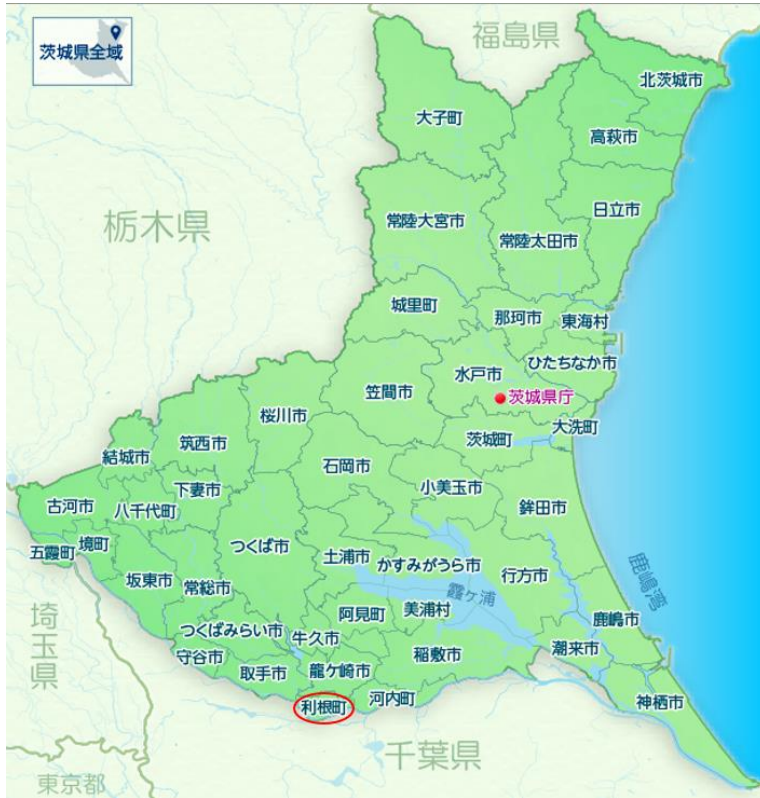 茨城県全域
福島県
北茨城市
大子町
高萩市
日立市
常陸大宮市
栃木県
常陸太田市
城里町
那珂市
東海村
ひたちなか市
水戸市
笠間市
茨城県庁
桜川市
大洗町
茨城町
筑西市
結城市
石岡市
下妻市
小美玉市
古河市
八千代町
鉾田市
つくば市
境町
五霞町
土浦市
かすみがうら市
坂東市
常総市
行方市
鹿嶋湾
霞ヶ浦
美浦村
阿見町
鹿嶋市
埼玉県
つくばみらい市
牛久市
潮来市
守谷市
稲敷市
取手市
龍ケ崎市
河内町
神栖市
利根町
千葉県
東京都